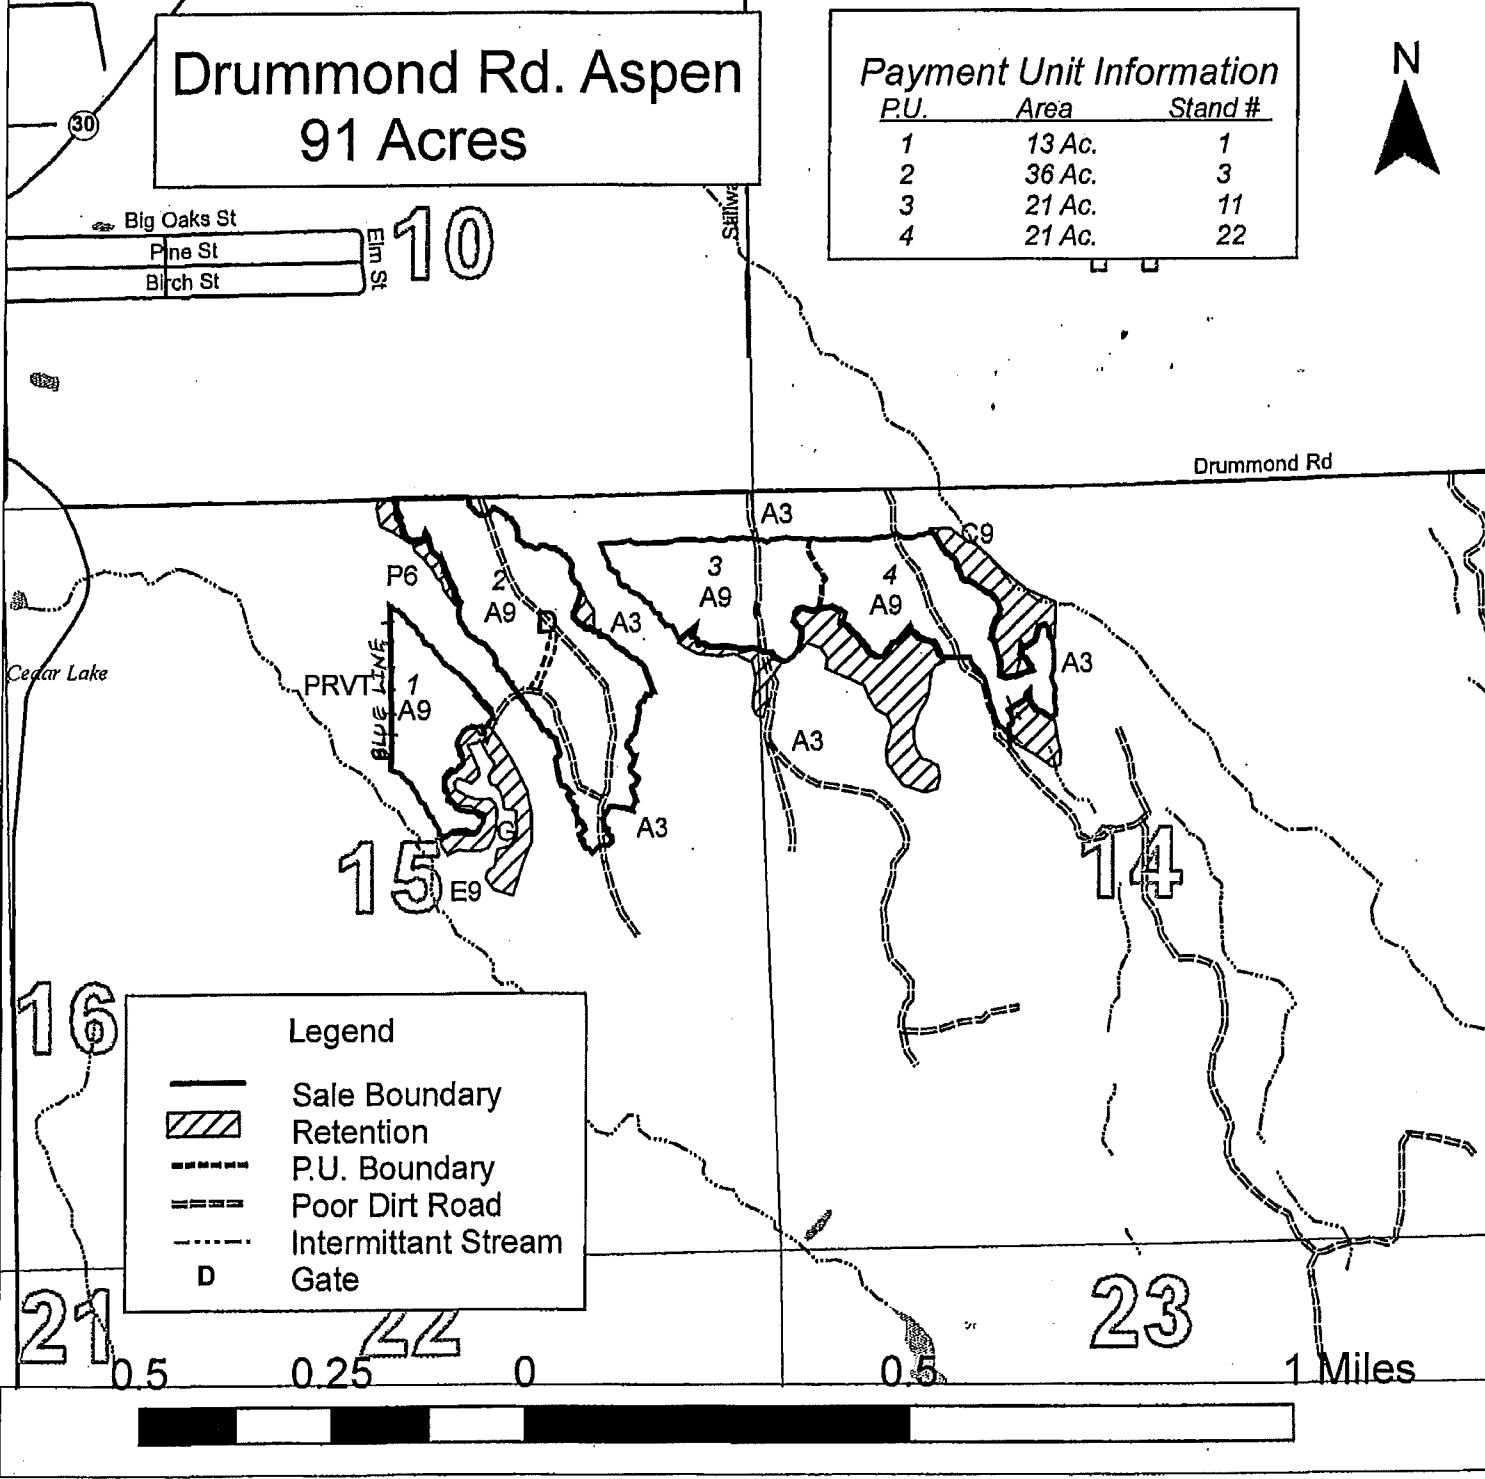 Drummond Rd. Aspen
91 Acres
Payment Unit Information
P.U. Area Stand #
1 13 Ac. 1
2 36 Ac. 3
3 21 Ac. 11
4 21 Ac. 22
N
30
Big Oaks St
Pine St
Birch St
Elm St
10
Drummond Rd
A3
C9
P6
2
A9
D
A3
3
A9
4
A9
A3
Cedar Lake
PRVT
BLUE LINE
1
A9
A3
G
A3
15
E9
14
16
Legend
Sale Boundary
Retention
P.U. Boundary
Poor Dirt Road
Intermittant Stream
D Gate
21
22
23
0.5 0.25 0 0.5 1 Miles